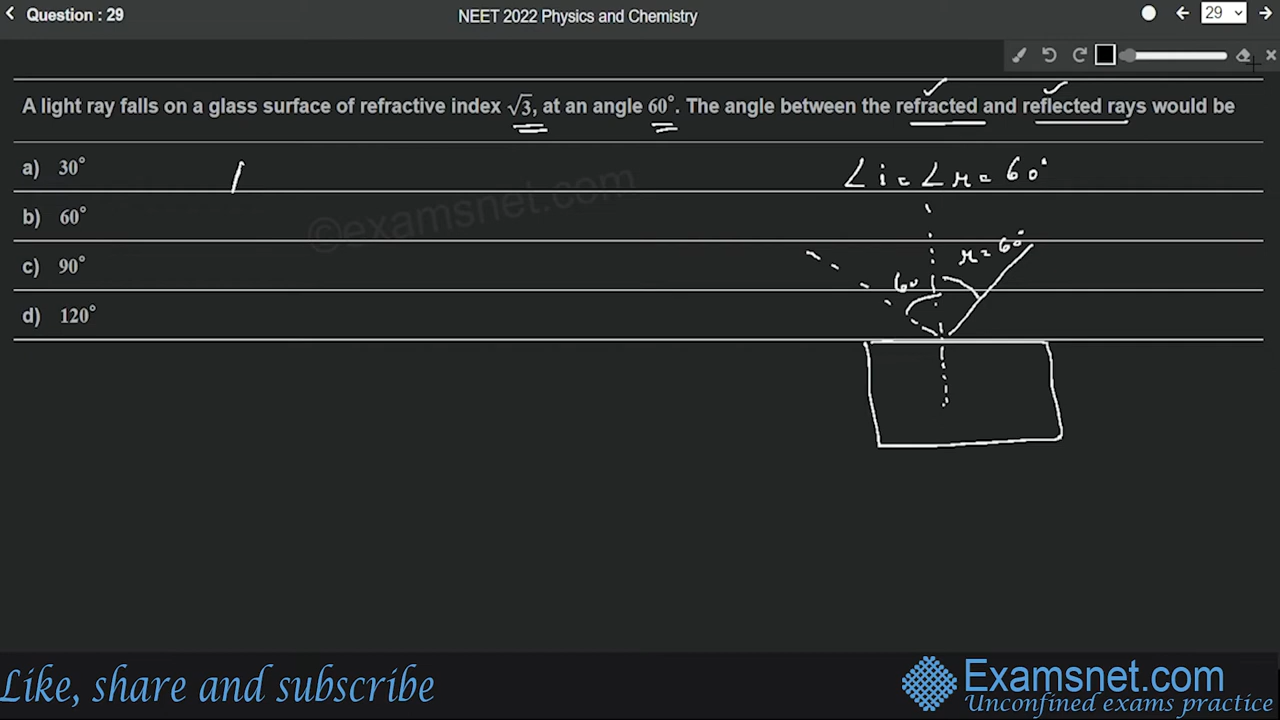 Question : 29
NEET 2022 Physics and Chemistry
29
A light ray falls on a glass surface of refractive index √3, at an angle 60°. The angle between the refracted and reflected rays would be
a) 30°
∠i = ∠r = 60°
b) 60°
©examsnet.com
r = 60°
c) 90°
60
d) 120°
Like, share and subscribe
Examsnet.com
Unconfined exams practice